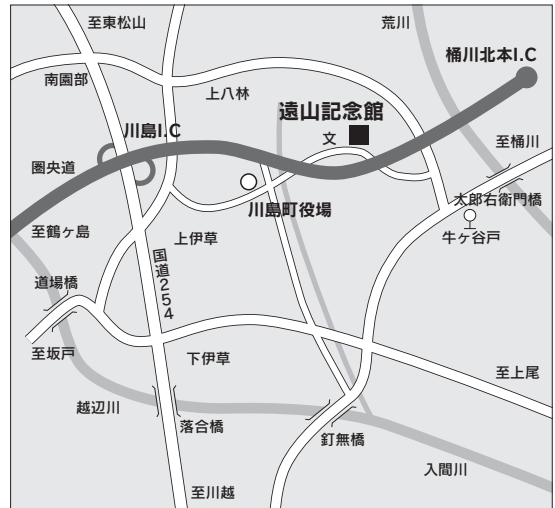 至東松山
荒川
桶川北本I.C
南園部
上八林
遠山記念館
川島I.C
文
至桶川
圏央道
太郎右衛門橋
川島町役場
牛ヶ谷戸
至鶴ヶ島
上伊草
国道254
道場橋
至坂戸
下伊草
至上尾
越辺川
落合橋
釘無橋
入間川
至川越